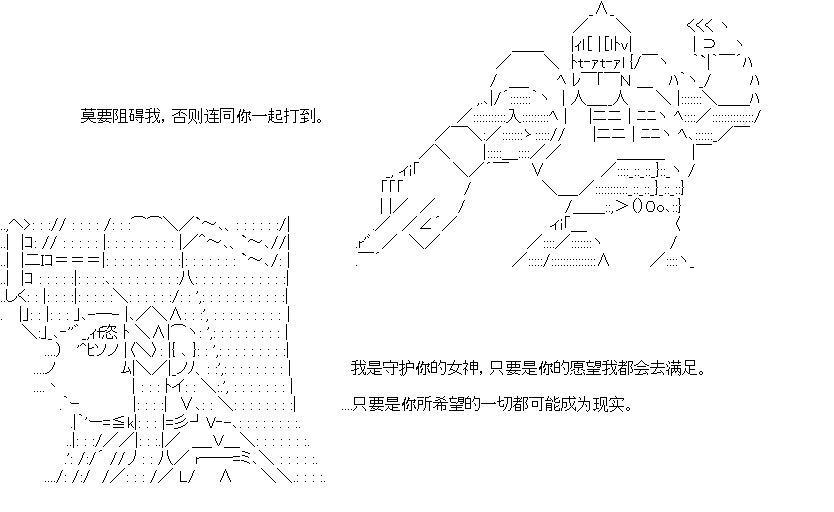 莫要阻碍我，否则连同你一起打到。
我是守护你的女神，只要是你的愿望我都会去满足。
....只要是你所希望的一切都可能成为现实。